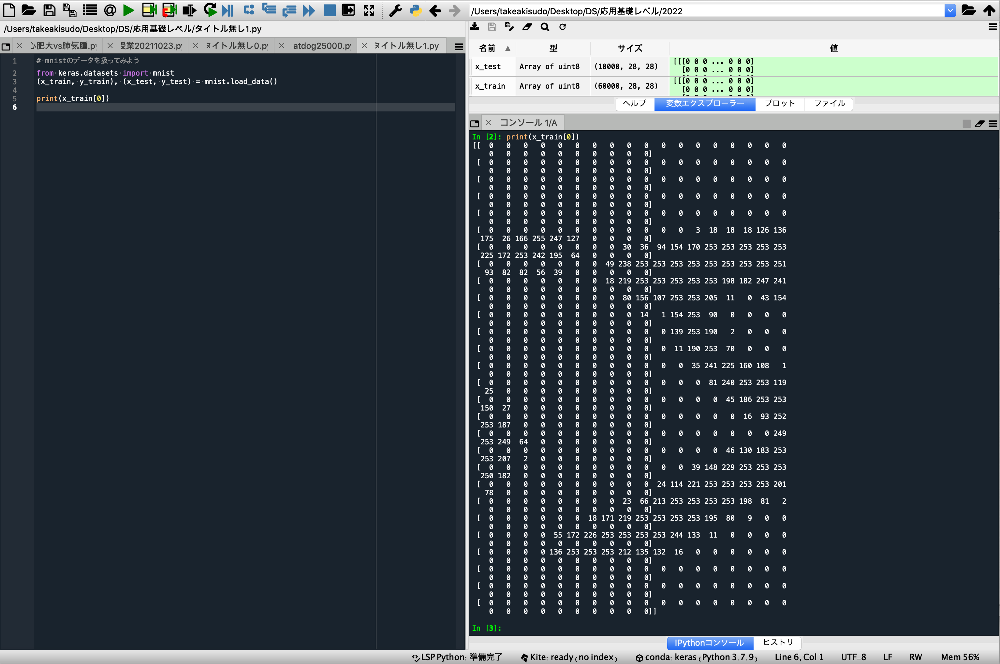 /Users/takeakisudo/Desktop/DS/応用基礎レベル/2022
/Users/takeakisudo/Desktop/DS/応用基礎レベル/タイトル無し1.py
肥大vs肺気腫.py
業20211023.py
イトル無し0.py
atdog25000.py
イトル無し1.py
1 # mnistのデータを扱ってみよう
2 from keras.datasets import mnist
3 (x_train, y_train), (x_test, y_test) = mnist.load_data()
4
5 print(x_train[0])
6
名前 ▲ 型 サイズ 値
x_test Array of uint8 (10000, 28, 28) [[[0 0 0 ... 0 0 0]
[0 0 0 ... 0 0 0]
x_train Array of uint8 (60000, 28, 28) [[[0 0 0 ... 0 0 0]
[0 0 0 ... 0 0 0]
ヘルプ 変数エクスプローラー プロット ファイル
コンソール 1/A
In [2]: print(x_train[0])
[[ 0 0 0 0 0 0 0 0 0 0 0 0 0 0 0 0 0 0
0 0 0 0 0 0 0 0 0 0]
[ 0 0 0 0 0 0 0 0 0 0 0 0 0 0 0 0 0 0
0 0 0 0 0 0 0 0 0 0]
[ 0 0 0 0 0 0 0 0 0 0 0 0 0 0 0 0 0 0
0 0 0 0 0 0 0 0 0 0]
[ 0 0 0 0 0 0 0 0 0 0 0 0 0 0 0 0 0 0
0 0 0 0 0 0 0 0 0 0]
[ 0 0 0 0 0 0 0 0 0 0 0 0 0 0 0 0 0 0
0 0 0 0 0 0 0 0 0 0]
[ 0 0 0 0 0 0 0 0 0 0 0 0 3 18 18 18 126 136
175 26 166 255 247 127 0 0 0 0]
[ 0 0 0 0 0 0 0 0 30 36 94 154 170 253 253 253 253 253
225 172 253 242 195 64 0 0 0 0]
[ 0 0 0 0 0 0 0 49 238 253 253 253 253 253 253 253 253 251
93 82 82 56 39 0 0 0 0 0]
[ 0 0 0 0 0 0 0 18 219 253 253 253 253 253 198 182 247 241
0 0 0 0 0 0 0 0 0 0]
[ 0 0 0 0 0 0 0 0 80 156 107 253 253 205 11 0 43 154
0 0 0 0 0 0 0 0 0 0]
[ 0 0 0 0 0 0 0 0 0 14 1 154 253 90 0 0 0 0
0 0 0 0 0 0 0 0 0 0]
[ 0 0 0 0 0 0 0 0 0 0 0 139 253 190 2 0 0 0
0 0 0 0 0 0 0 0 0 0]
[ 0 0 0 0 0 0 0 0 0 0 0 11 190 253 70 0 0 0
0 0 0 0 0 0 0 0 0 0]
[ 0 0 0 0 0 0 0 0 0 0 0 0 35 241 225 160 108 1
0 0 0 0 0 0 0 0 0 0]
[ 0 0 0 0 0 0 0 0 0 0 0 0 0 81 240 253 253 119
25 0 0 0 0 0 0 0 0 0]
[ 0 0 0 0 0 0 0 0 0 0 0 0 0 0 45 186 253 253
150 27 0 0 0 0 0 0 0 0]
[ 0 0 0 0 0 0 0 0 0 0 0 0 0 0 0 16 93 252
253 187 0 0 0 0 0 0 0 0]
[ 0 0 0 0 0 0 0 0 0 0 0 0 0 0 0 0 0 249
253 249 64 0 0 0 0 0 0 0]
[ 0 0 0 0 0 0 0 0 0 0 0 0 0 0 46 130 183 253
253 207 2 0 0 0 0 0 0 0]
[ 0 0 0 0 0 0 0 0 0 0 0 0 39 148 229 253 253 253
250 182 0 0 0 0 0 0 0 0]
[ 0 0 0 0 0 0 0 0 0 0 24 114 221 253 253 253 253 201
78 0 0 0 0 0 0 0 0 0]
[ 0 0 0 0 0 0 0 0 23 66 213 253 253 253 253 198 81 2
0 0 0 0 0 0 0 0 0 0]
[ 0 0 0 0 0 0 18 171 219 253 253 253 253 195 80 9 0 0
0 0 0 0 0 0 0 0 0 0]
[ 0 0 0 0 55 172 226 253 253 253 253 244 133 11 0 0 0 0
0 0 0 0 0 0 0 0 0 0]
[ 0 0 0 0 136 253 253 253 212 135 132 16 0 0 0 0 0 0
0 0 0 0 0 0 0 0 0 0]
[ 0 0 0 0 0 0 0 0 0 0 0 0 0 0 0 0 0 0
0 0 0 0 0 0 0 0 0 0]
[ 0 0 0 0 0 0 0 0 0 0 0 0 0 0 0 0 0 0
0 0 0 0 0 0 0 0 0 0]
[ 0 0 0 0 0 0 0 0 0 0 0 0 0 0 0 0 0 0
0 0 0 0 0 0 0 0 0 0]]
In [3]:
IPythonコンソール ヒストリ
LSP Python: 準備完了 Kite: ready (no index) conda: keras (Python 3.7.9) Line 6, Col 1 UTF-8 LF RW Mem 56%